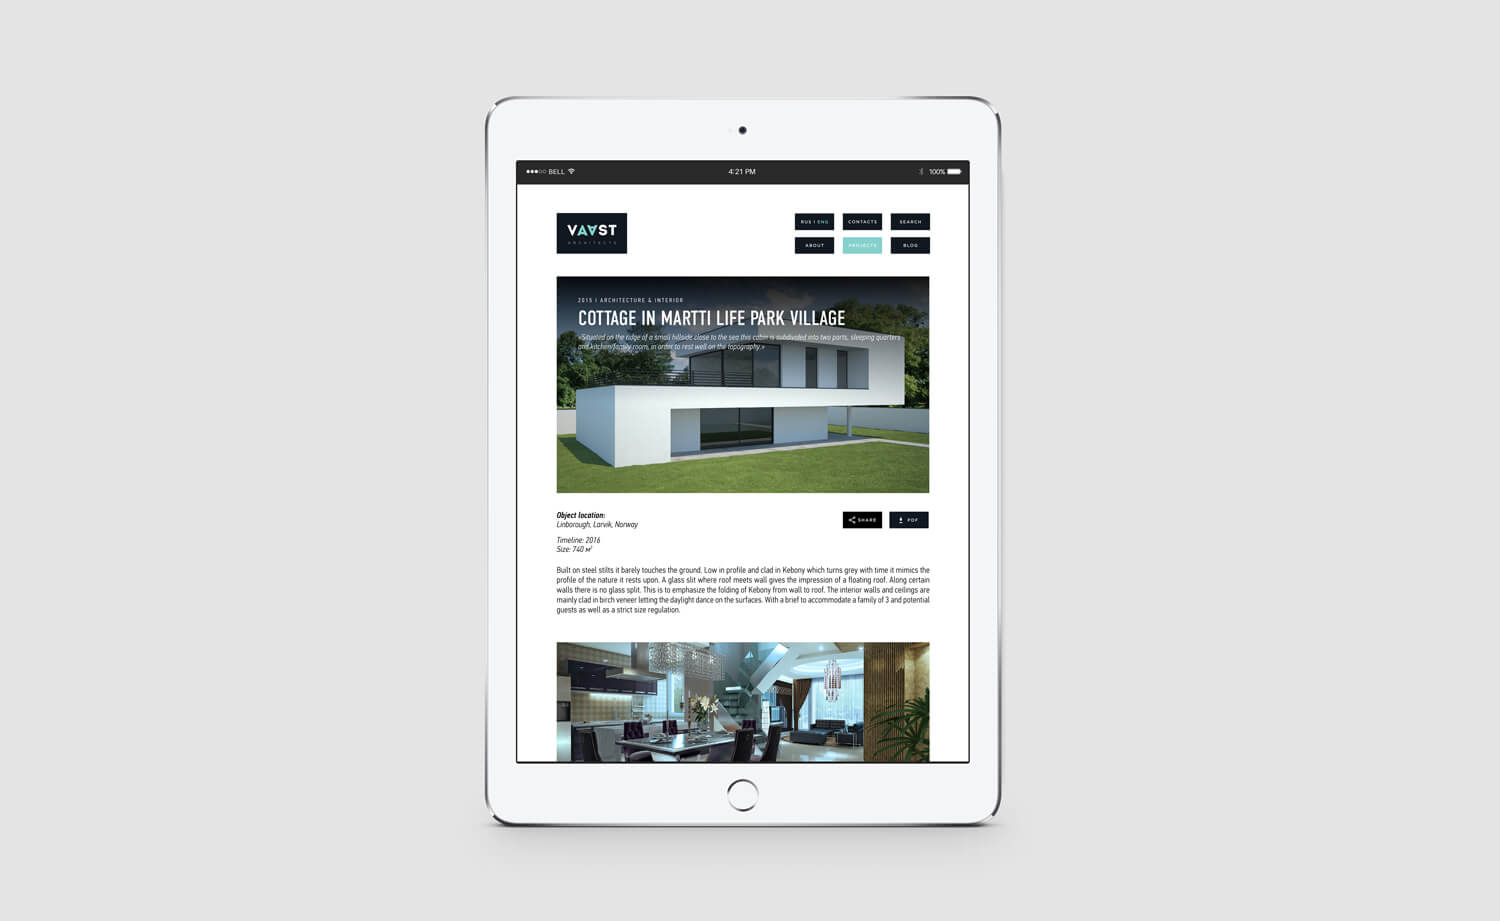 BELL
4:21 PM
100%
VAAST
ARCHITECTS
RUS | ENG
CONTACTS
SEARCH
ABOUT
PROJECTS
BLOG
2015 | ARCHITECTURE & INTERIOR
COTTAGE IN MARTTI LIFE PARK VILLAGE
«Situated on the ridge of a small hillside close to the sea this cabin is subdivided into two parts, sleeping quarters
and kitchen/family room, in order to rest well on the topography.»
Object location:
Linborough, Larvik, Norway
SHARE
PDF
Timeline: 2016
Size: 740 м²
Built on steel stilts it barely touches the ground. Low in profile and clad in Kebony which turns grey with time it mimics the
profile of the nature it rests upon. A glass slit where roof meets wall gives the impression of a floating roof. Along certain
walls there is no glass split. This is to emphasize the folding of Kebony from wall to roof. The interior walls and ceilings are
mainly clad in birch veneer letting the daylight dance on the surfaces. With a brief to accommodate a family of 3 and potential
guests as well as a strict size regulation.